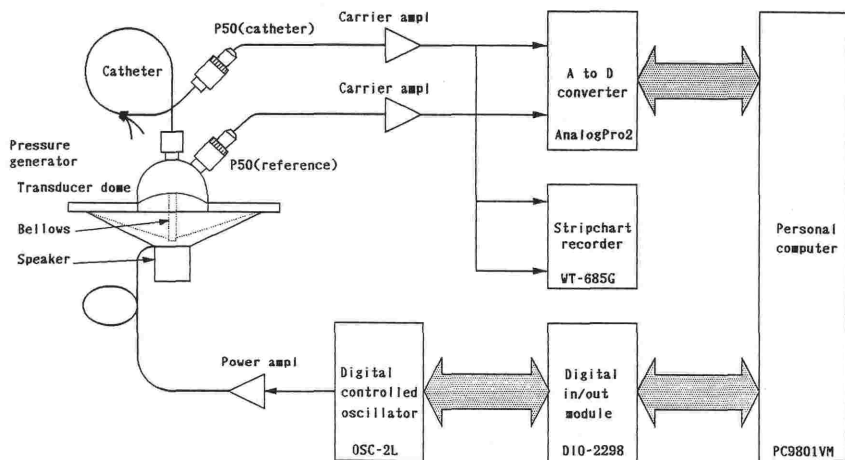 P50(catheter)
Carrier ampl
Catheter
A to D
converter
AnalogPro2
Carrier ampl
Pressure
generator
P50(reference)
Transducer dome
Bellows
Speaker
Stripchart
recorder
WT-685G
Personal
computer
Power ampl
Digital
controlled
oscillator
OSC-2L
Digital
in/out
module
DIO-2298
PC9801VM